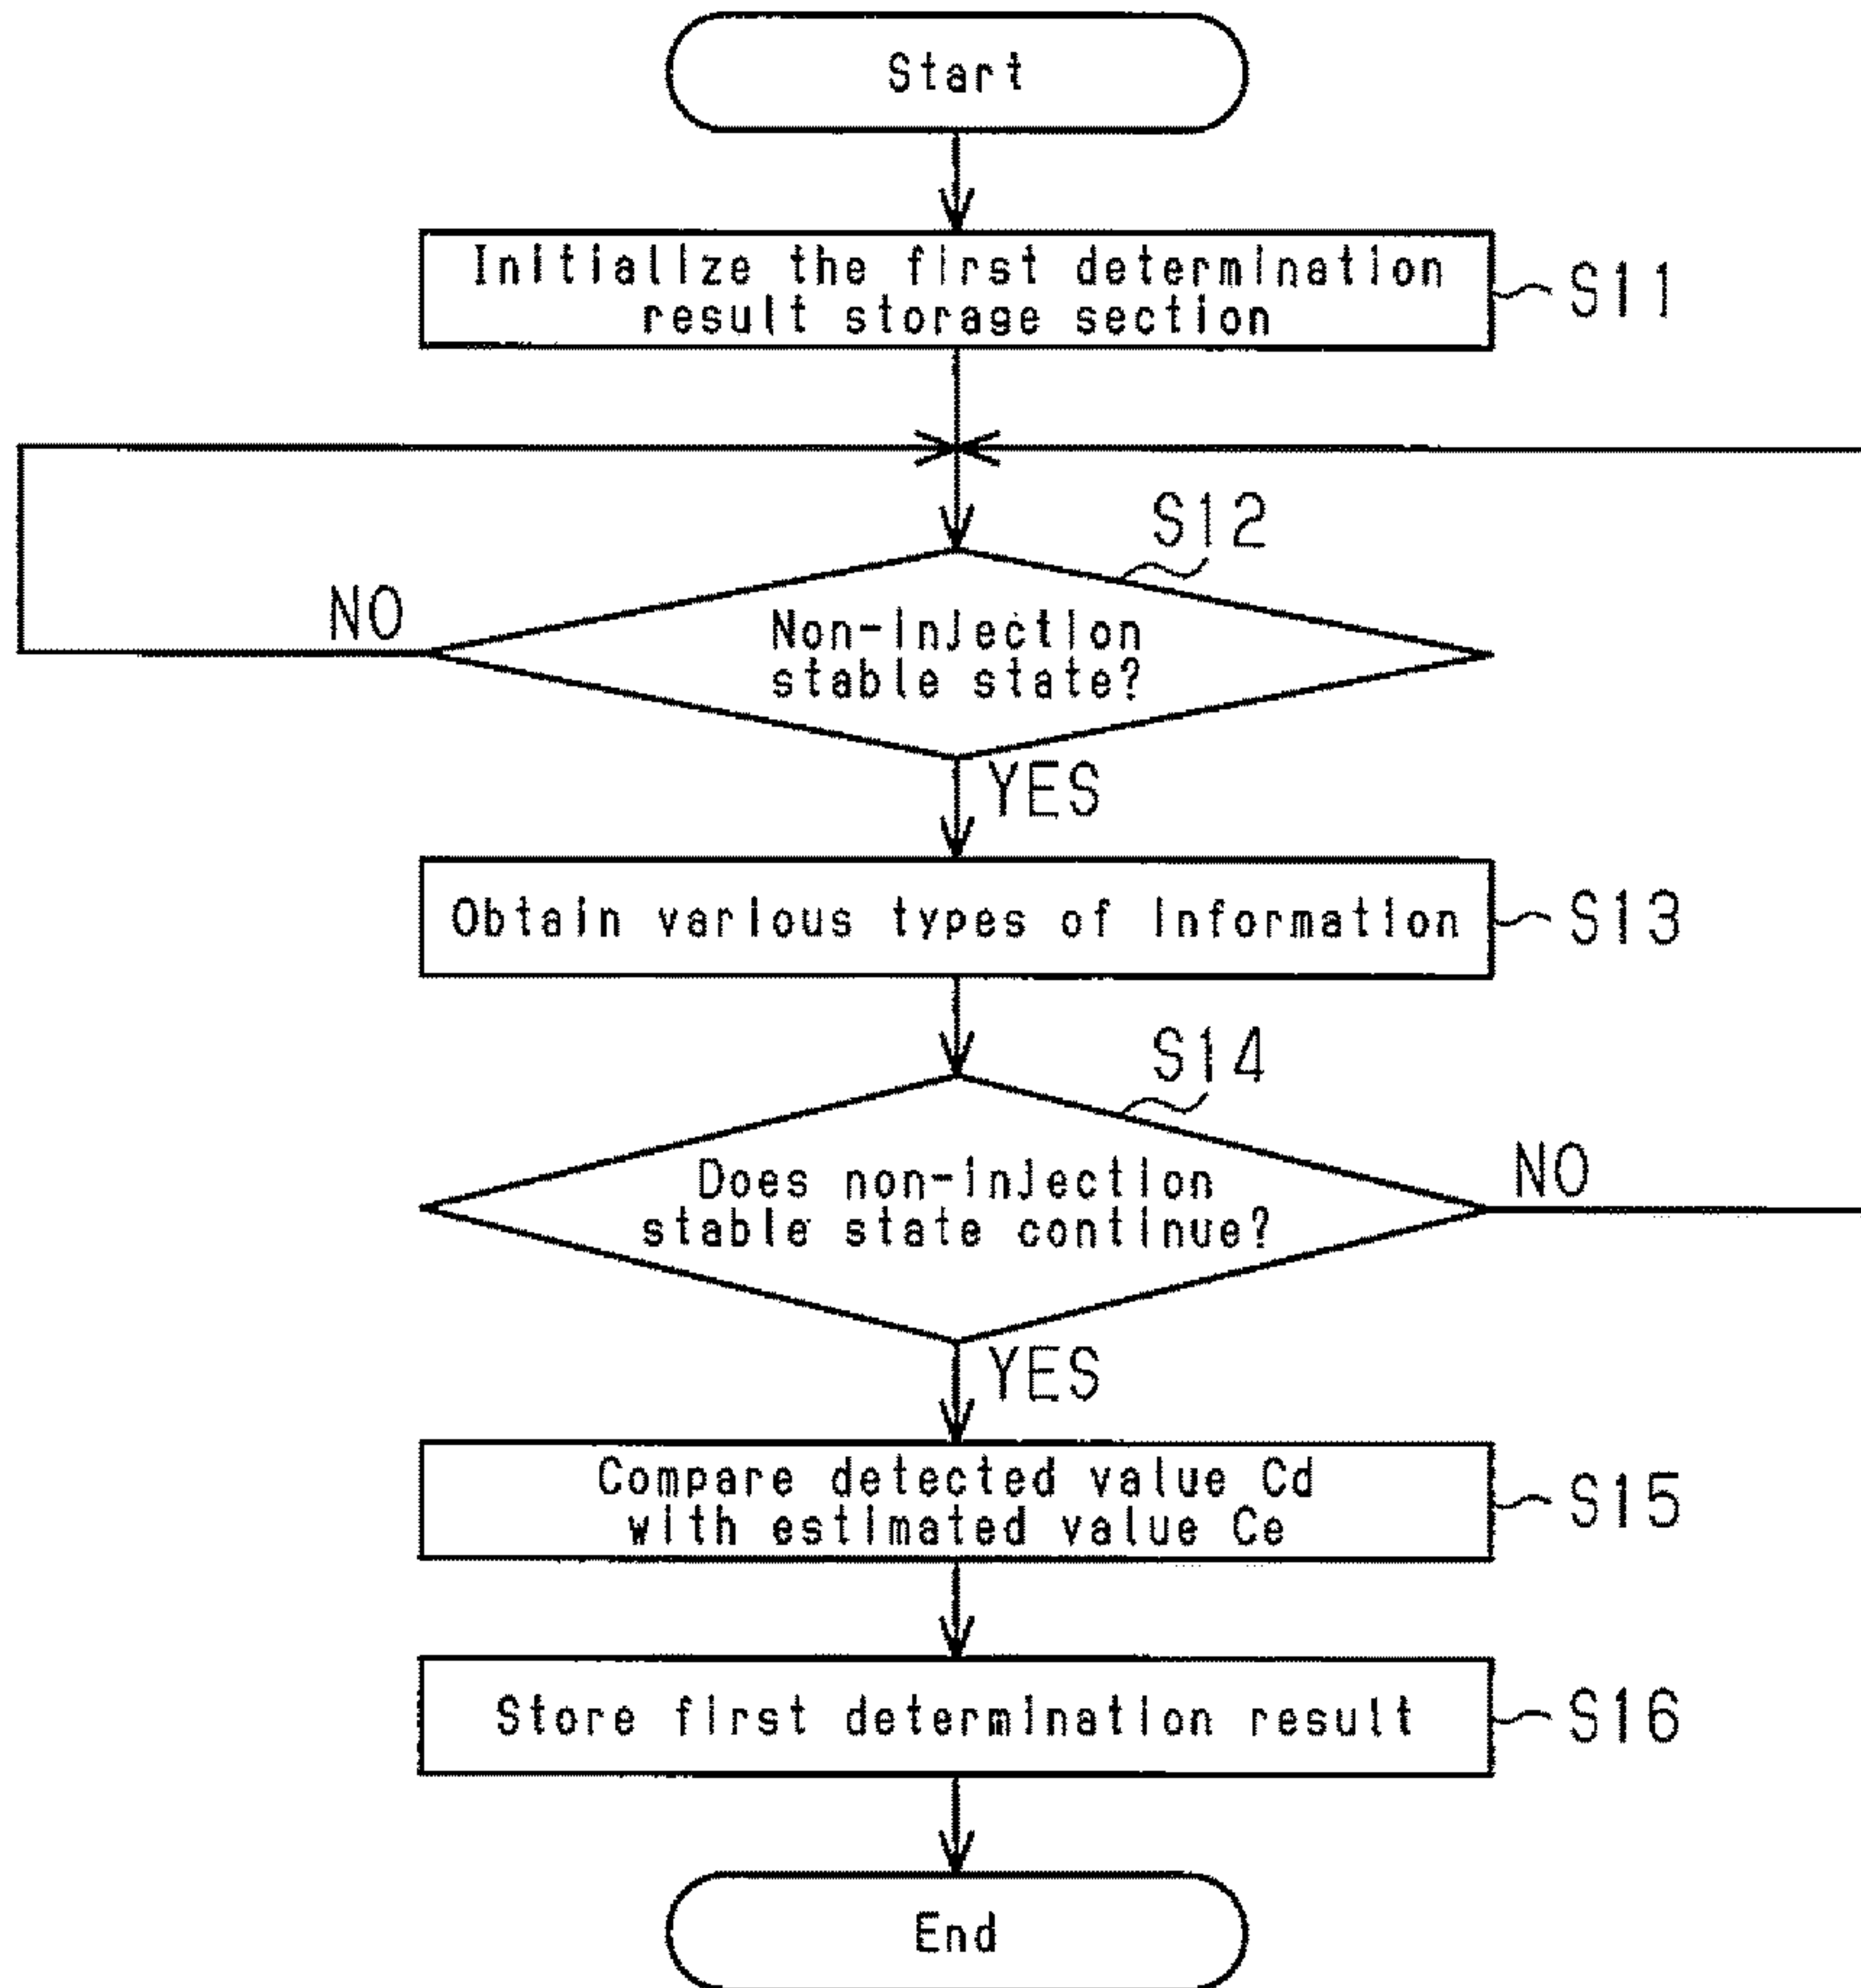 Start
Initialize the first determination
result storage section
S11
S12
NO
Non-injection
stable state?
YES
Obtain various types of information
S13
S14
Does non-injection
stable state continue?
NO
YES
Compare detected value Cd
with estimated value Ce
S15
Store first determination result
S16
End